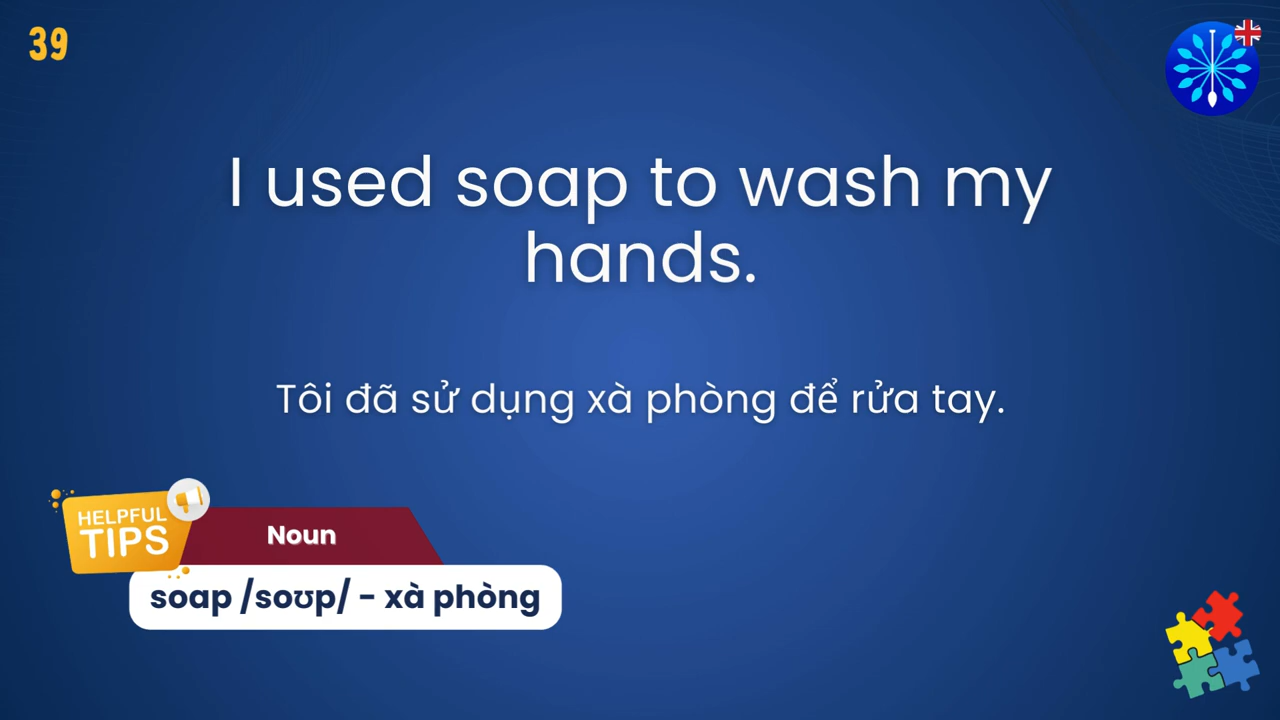 39
I used soap to wash my
hands.
Tôi đã sử dụng xà phòng để rửa tay.
HELPFUL
TIPS
Noun
soap /soʊp/ - xà phòng